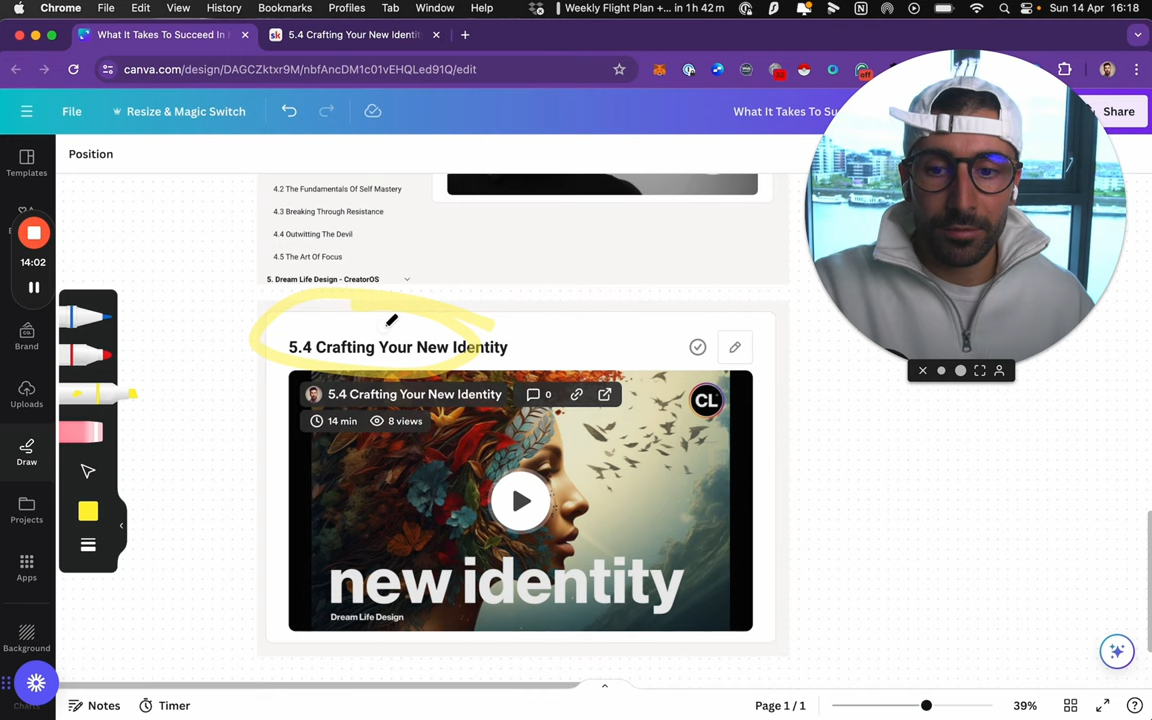 Chrome File Edit View History Bookmarks Profiles Tab Window Help Weekly Flight Plan +... in 1 h 42 m Sun 14 Apr 16:18
What It Takes To Succeed In 5.4 Crafting Your New Identi
canva.com/design/DAGCZktxr9M/nbfAncDM1c01vEHQLed91Q/edit
File Resize & Magic Switch What It Takes To Su Share
Position
Templates
14:02
Brand
Uploads
Draw
Projects
Apps
Background
Charts
4.2 The Fundamentals Of Self Mastery
4.3 Breaking Through Resistance
4.4 Outwitting The Devil
4.5 The Art Of Focus
5. Dream Life Design - CreatorOS
5.4 Crafting Your New Identity
5.4 Crafting Your New Identity 0
14 min 8 views
CL
new identity
Dream Life Design
Notes Timer Page 1 / 1 39%